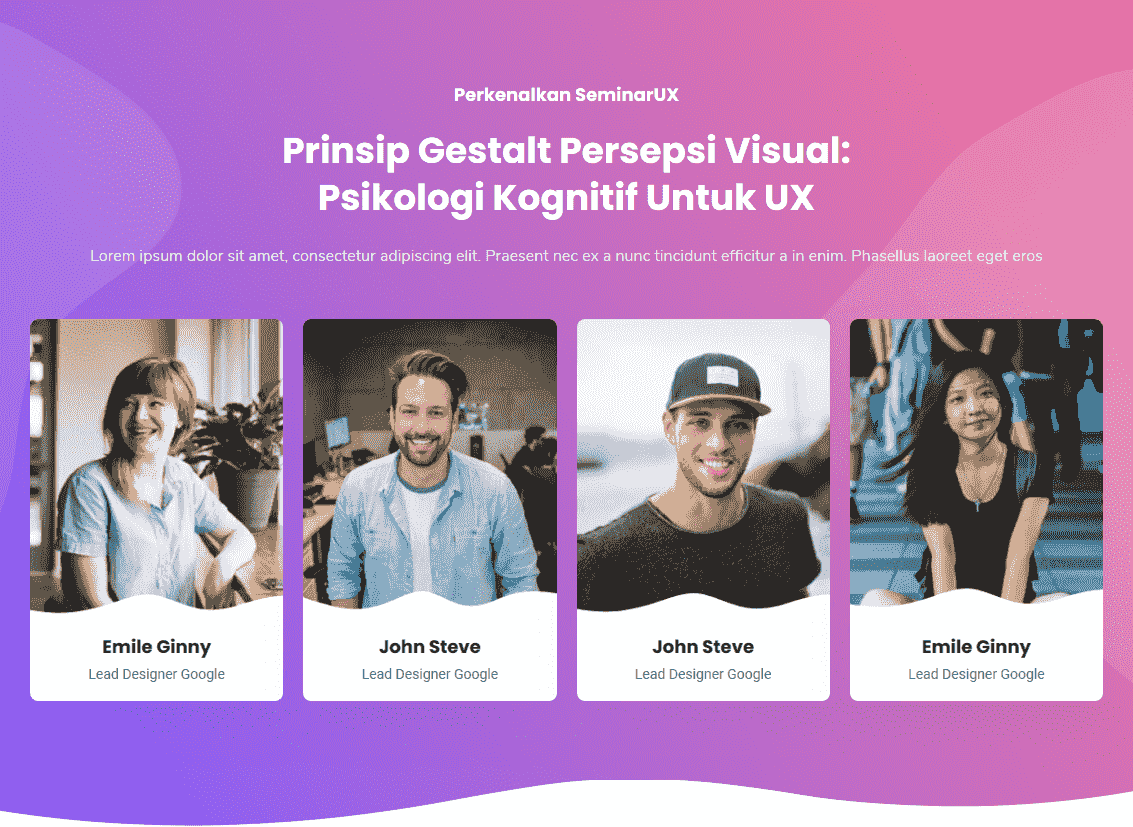 Perkenalkan SeminarUX
Prinsip Gestalt Persepsi Visual:
Psikologi Kognitif Untuk UX
Lorem ipsum dolor sit amet, consectetur adipiscing elit. Praesent nec ex a nunc tincidunt efficitur a in enim. Phasellus laoreet eget eros
Emile Ginny
Lead Designer Google
John Steve
Lead Designer Google
John Steve
Lead Designer Google
Emile Ginny
Lead Designer Google